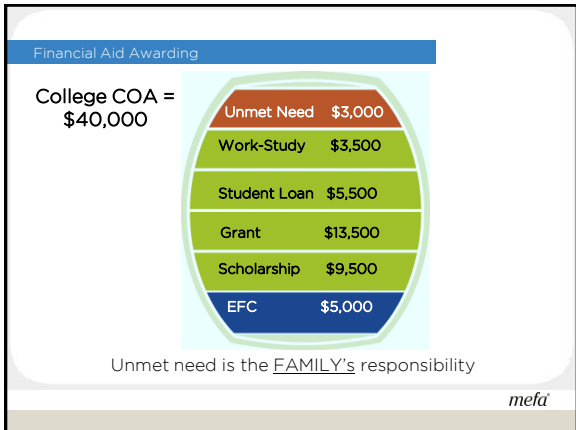 Financial Aid Awarding
College COA =
$40,000
Unmet Need $3,000
Work-Study $3,500
Student Loan $5,500
Grant $13,500
Scholarship $9,500
EFC $5,000
Unmet need is the FAMILY's responsibility
mefa®